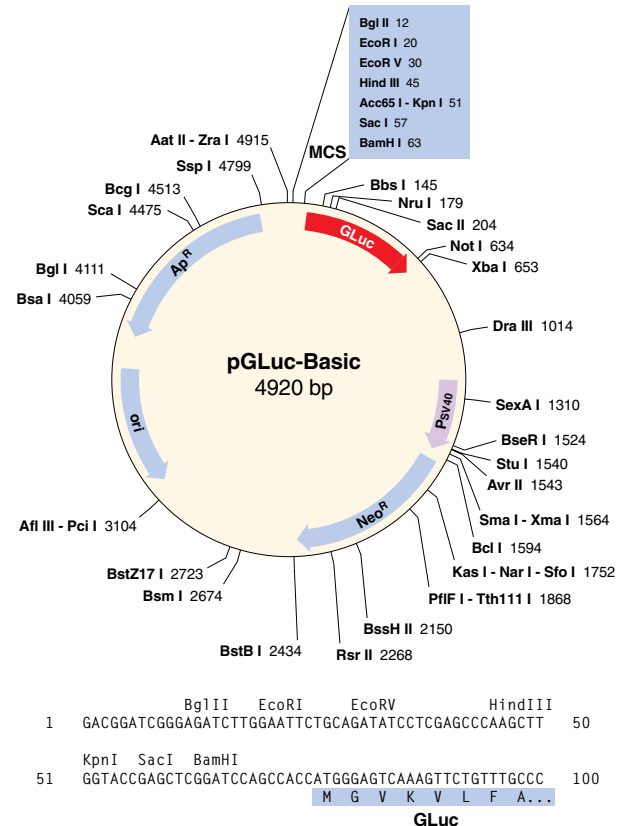 Bgl II 12
EcoR I 20
EcoR V 30
Hind III 45
Acc65 I - Kpn I 51
Sac I 57
BamH I 63
MCS
Aat II - Zra I 4915
Ssp I 4799
Bcg I 4513
Sca I 4475
Bgl I 4111
Bsa I 4059
Bbs I 145
Nru I 179
Sac II 204
Not I 634
Xba I 653
Dra III 1014
SexA I 1310
BseR I 1524
Stu I 1540
Avr II 1543
Sma I - Xma I 1564
Bcl I 1594
Kas I - Nar I - Sfo I 1752
PflF I - Tth111 I 1868
BssH II 2150
Rsr II 2268
BstB I 2434
Bsm I 2674
BstZ17 I 2723
Afl III - Pci I 3104
GLuc
ApR
ori
PSV40
NeoR
pGLuc-Basic
4920 bp
BglII EcoRI EcoRV HindIII
1 GACGGATCGGGAGATCTTGGAATTCTGCAGATATCCTCGAGCCCAAGCTT 50
KpnI SacI BamHI
51 GGTACCGAGCTCGGATCCAGCCACCATGGGAGTCAAAGTTCTGTTTGCCC 100
M G V K V L F A...
GLuc